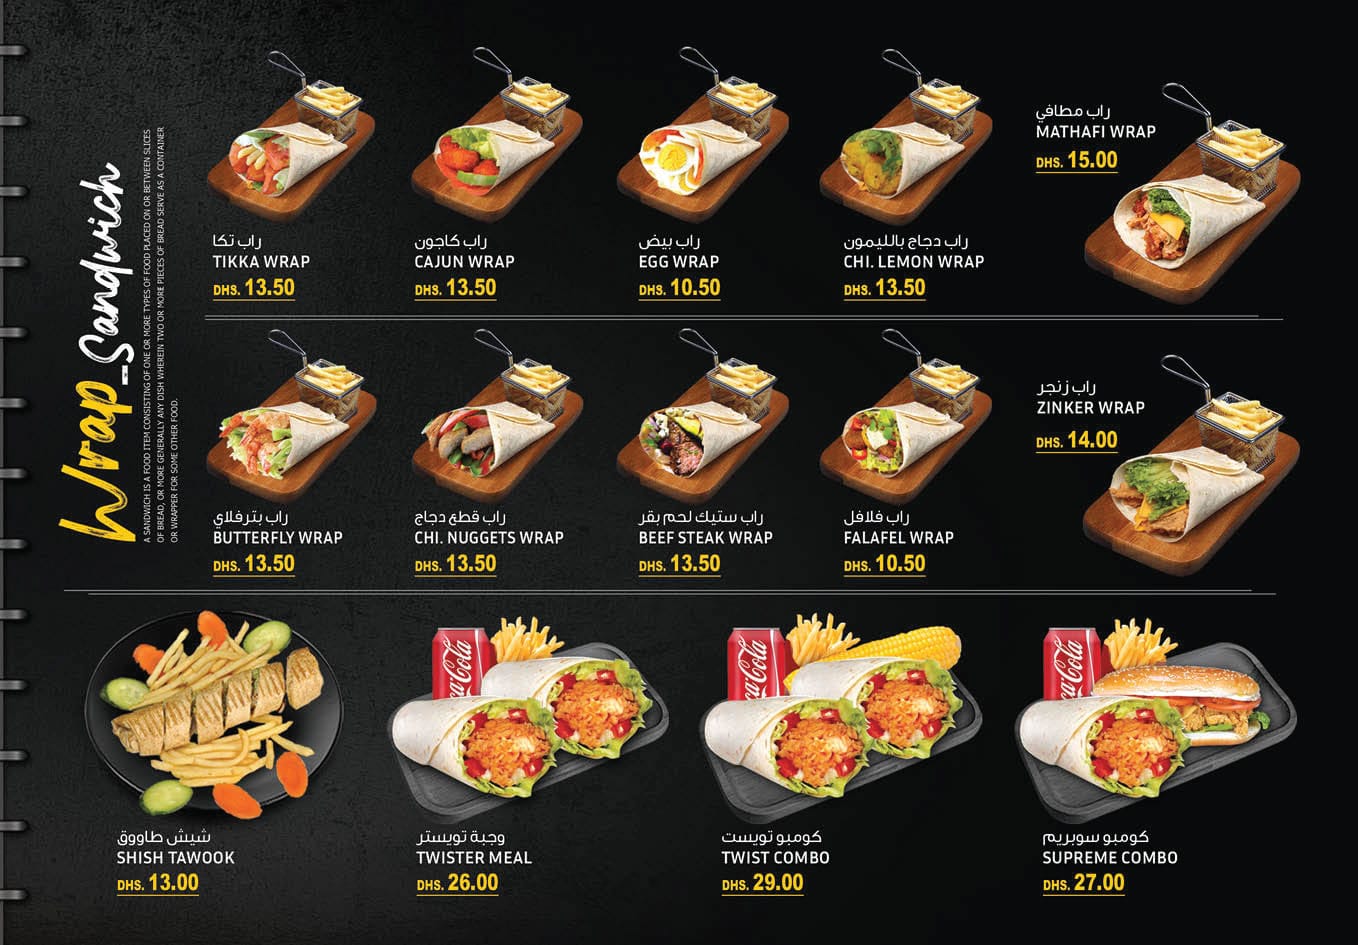 Wrap_Sandwich
A SANDWICH IS A FOOD ITEM CONSISTING OF ONE OR MORE TYPES OF FOOD PLACED ON OR BETWEEN SLICES
OF BREAD, OR MORE GENERALLY ANY DISH WHEREIN TWO OR MORE PIECES OF BREAD SERVE AS A CONTAINER
OR WRAPPER FOR SOME OTHER FOOD.
راب تكا
TIKKA WRAP
DHS. 13.50
راب كاجون
CAJUN WRAP
DHS. 13.50
راب بيض
EGG WRAP
DHS. 10.50
راب دجاج بالليمون
CHI. LEMON WRAP
DHS. 13.50
راب مطافي
MATHAFI WRAP
DHS. 15.00
راب بترفلاي
BUTTERFLY WRAP
DHS. 13.50
راب قطع دجاج
CHI. NUGGETS WRAP
DHS. 13.50
راب ستيك لحم بقر
BEEF STEAK WRAP
DHS. 13.50
راب فلافل
FALAFEL WRAP
DHS. 10.50
راب زنجر
ZINKER WRAP
DHS. 14.00
شيش طاووق
SHISH TAWOOK
DHS. 13.00
Coca-Cola
وجبة تويستر
TWISTER MEAL
DHS. 26.00
Coca-Cola
كومبو تويست
TWIST COMBO
DHS. 29.00
Coca-Cola
كومبو سوبريم
SUPREME COMBO
DHS. 27.00